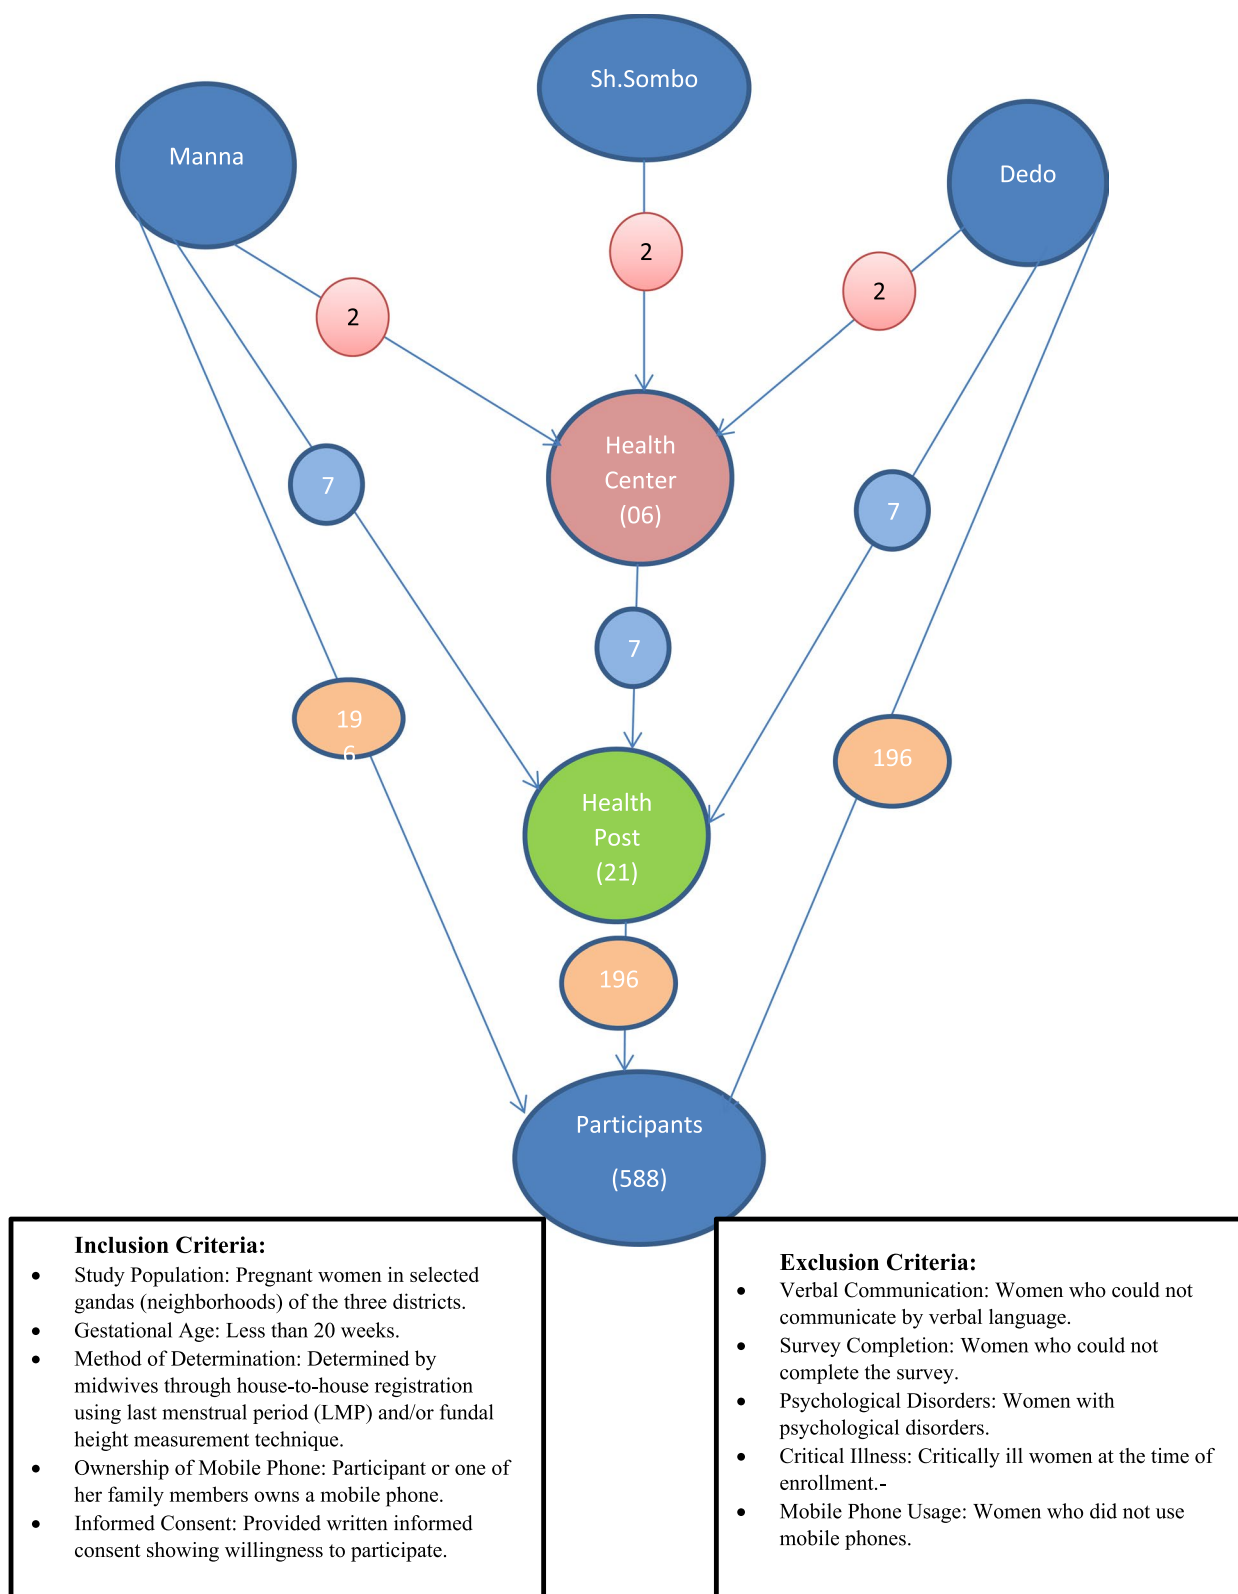 Sh.Sombo
Manna
Dedo
2
2
2
Health
Center
(06)
7
7
7
19
6
196
Health
Post
(21)
196
Participants
(588)
Inclusion Criteria:
• Study Population: Pregnant women in selected
gandas (neighborhoods) of the three districts.
• Gestational Age: Less than 20 weeks.
• Method of Determination: Determined by
midwives through house-to-house registration
using last menstrual period (LMP) and/or fundal
height measurement technique.
• Ownership of Mobile Phone: Participant or one of
her family members owns a mobile phone.
• Informed Consent: Provided written informed
consent showing willingness to participate.
Exclusion Criteria:
• Verbal Communication: Women who could not
communicate by verbal language.
• Survey Completion: Women who could not
complete the survey.
• Psychological Disorders: Women with
psychological disorders.
• Critical Illness: Critically ill women at the time of
enrollment.-
• Mobile Phone Usage: Women who did not use
mobile phones.